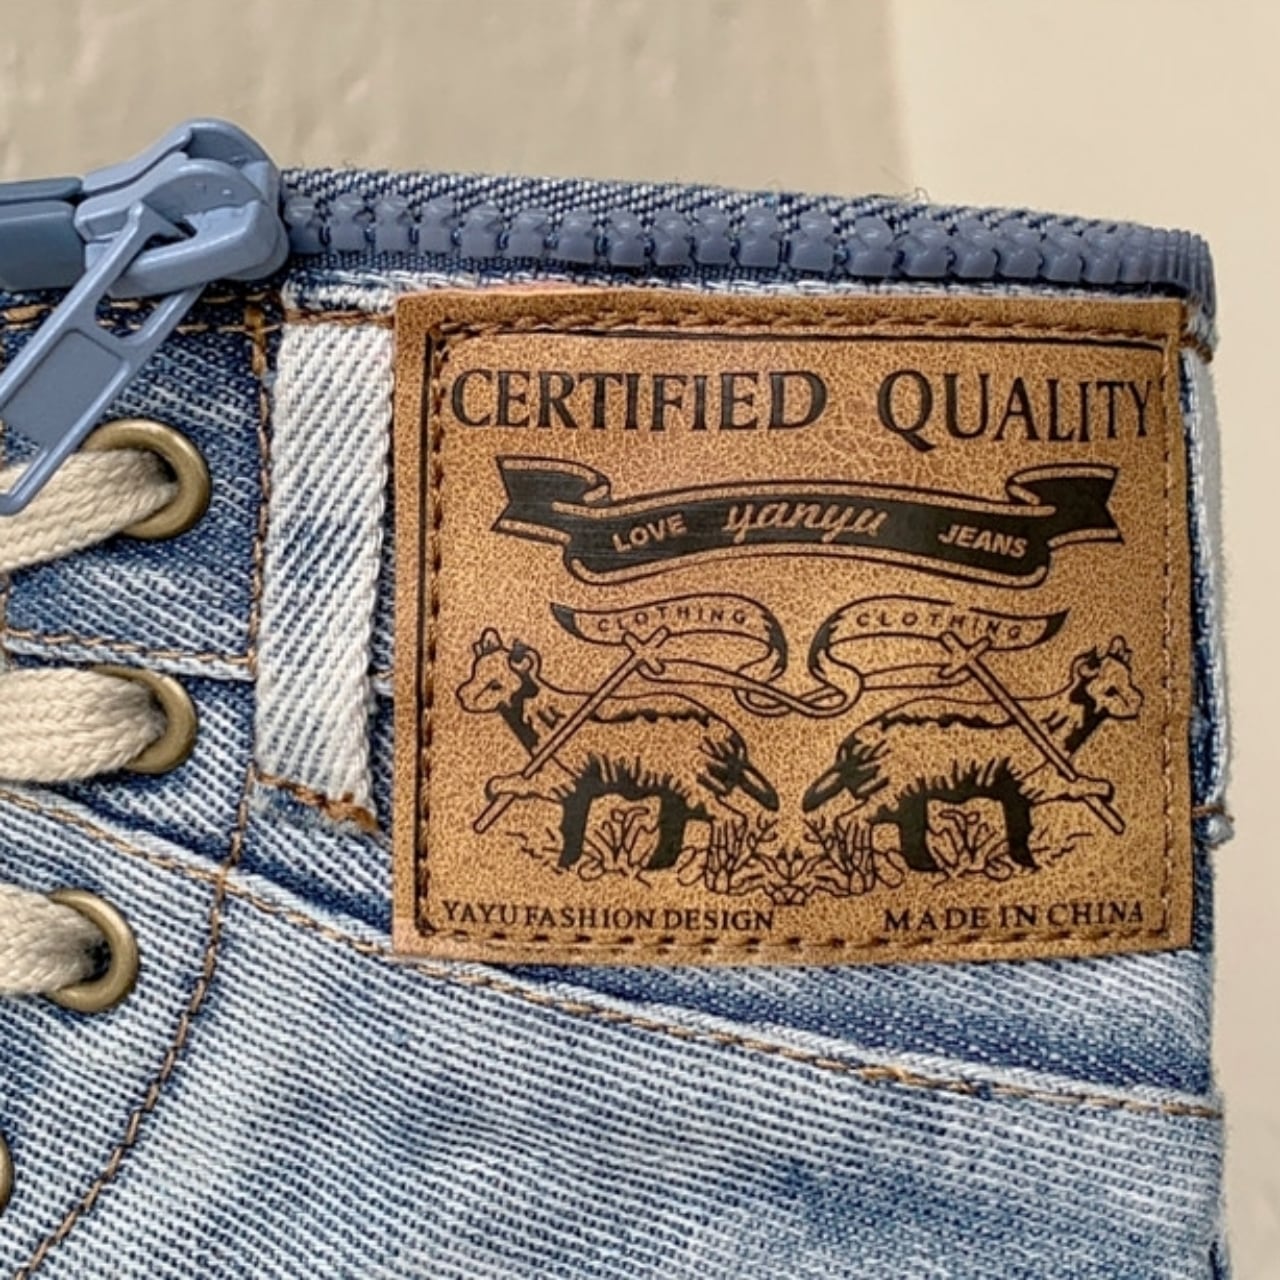 CERTIFIED QUALITY
LOVE yanyu JEANS
CLOTHING CLOTHING
YAYU FASHION DESIGN MADE IN CHINA